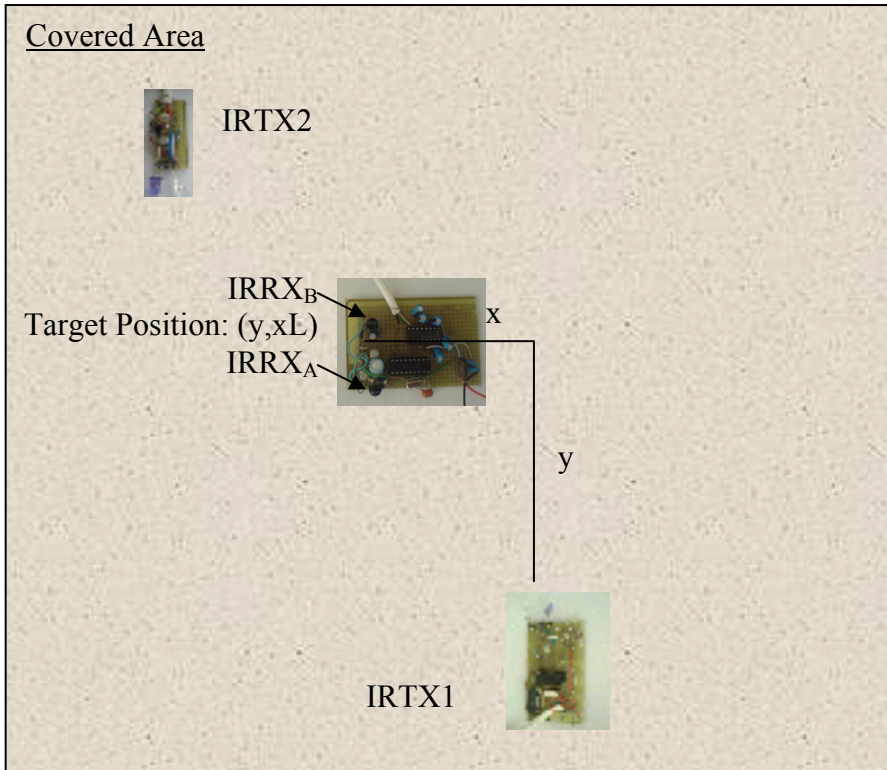 Covered Area
IRTX2
IRRXB
x
Target Position: (y,xL)
IRRXA
y
IRTX1